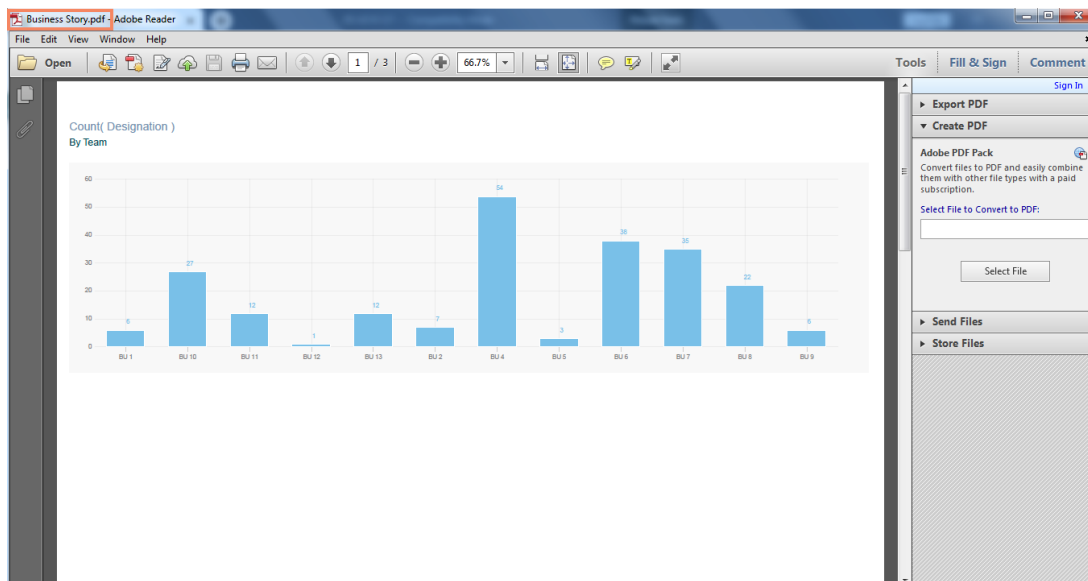 Business Story.pdf - Adobe Reader
File Edit View Window Help
Open 1 / 3 66.7% Tools Fill & Sign Comment
Sign In
Export PDF
Create PDF
Adobe PDF Pack
Convert files to PDF and easily combine
them with other file types with a paid
subscription.
Select File to Convert to PDF:
Select File
Send Files
Store Files
Count( Designation )
By Team
60
50
40
30
20
10
0
6 27 12 1 12 7 54 3 38 35 22 6
BU 1 BU 10 BU 11 BU 12 BU 13 BU 2 BU 4 BU 5 BU 6 BU 7 BU 8 BU 9